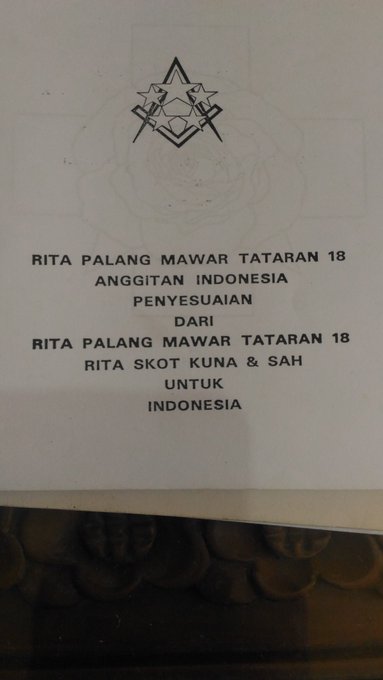 RITA PALANG MAWAR TATARAN 18
ANGGITAN INDONESIA
PENYESUAIAN
DARI
RITA PALANG MAWAR TATARAN 18
RITA SKOT KUNA & SAH
UNTUK
INDONESIA